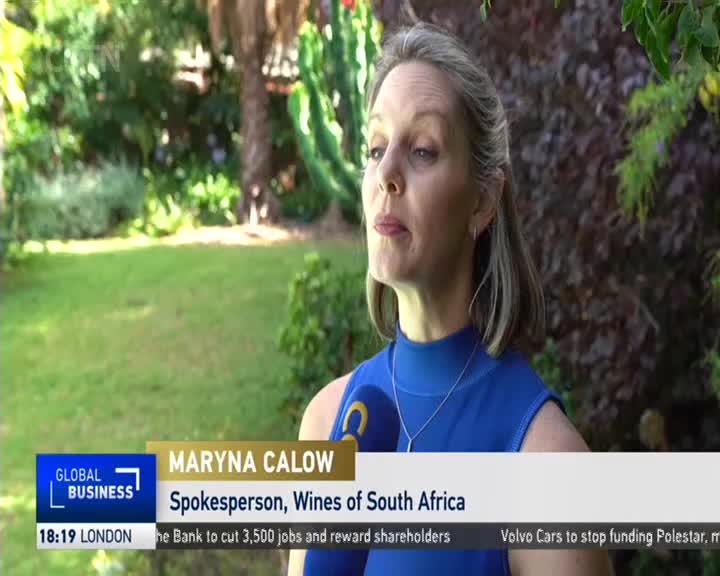 CGTN
MARYNA CALOW
GLOBAL
BUSINESS
Spokesperson, Wines of South Africa
18:19 LONDON
he Bank to cut 3,500 jobs and reward shareholders
Volvo Cars to stop funding Polestar, m